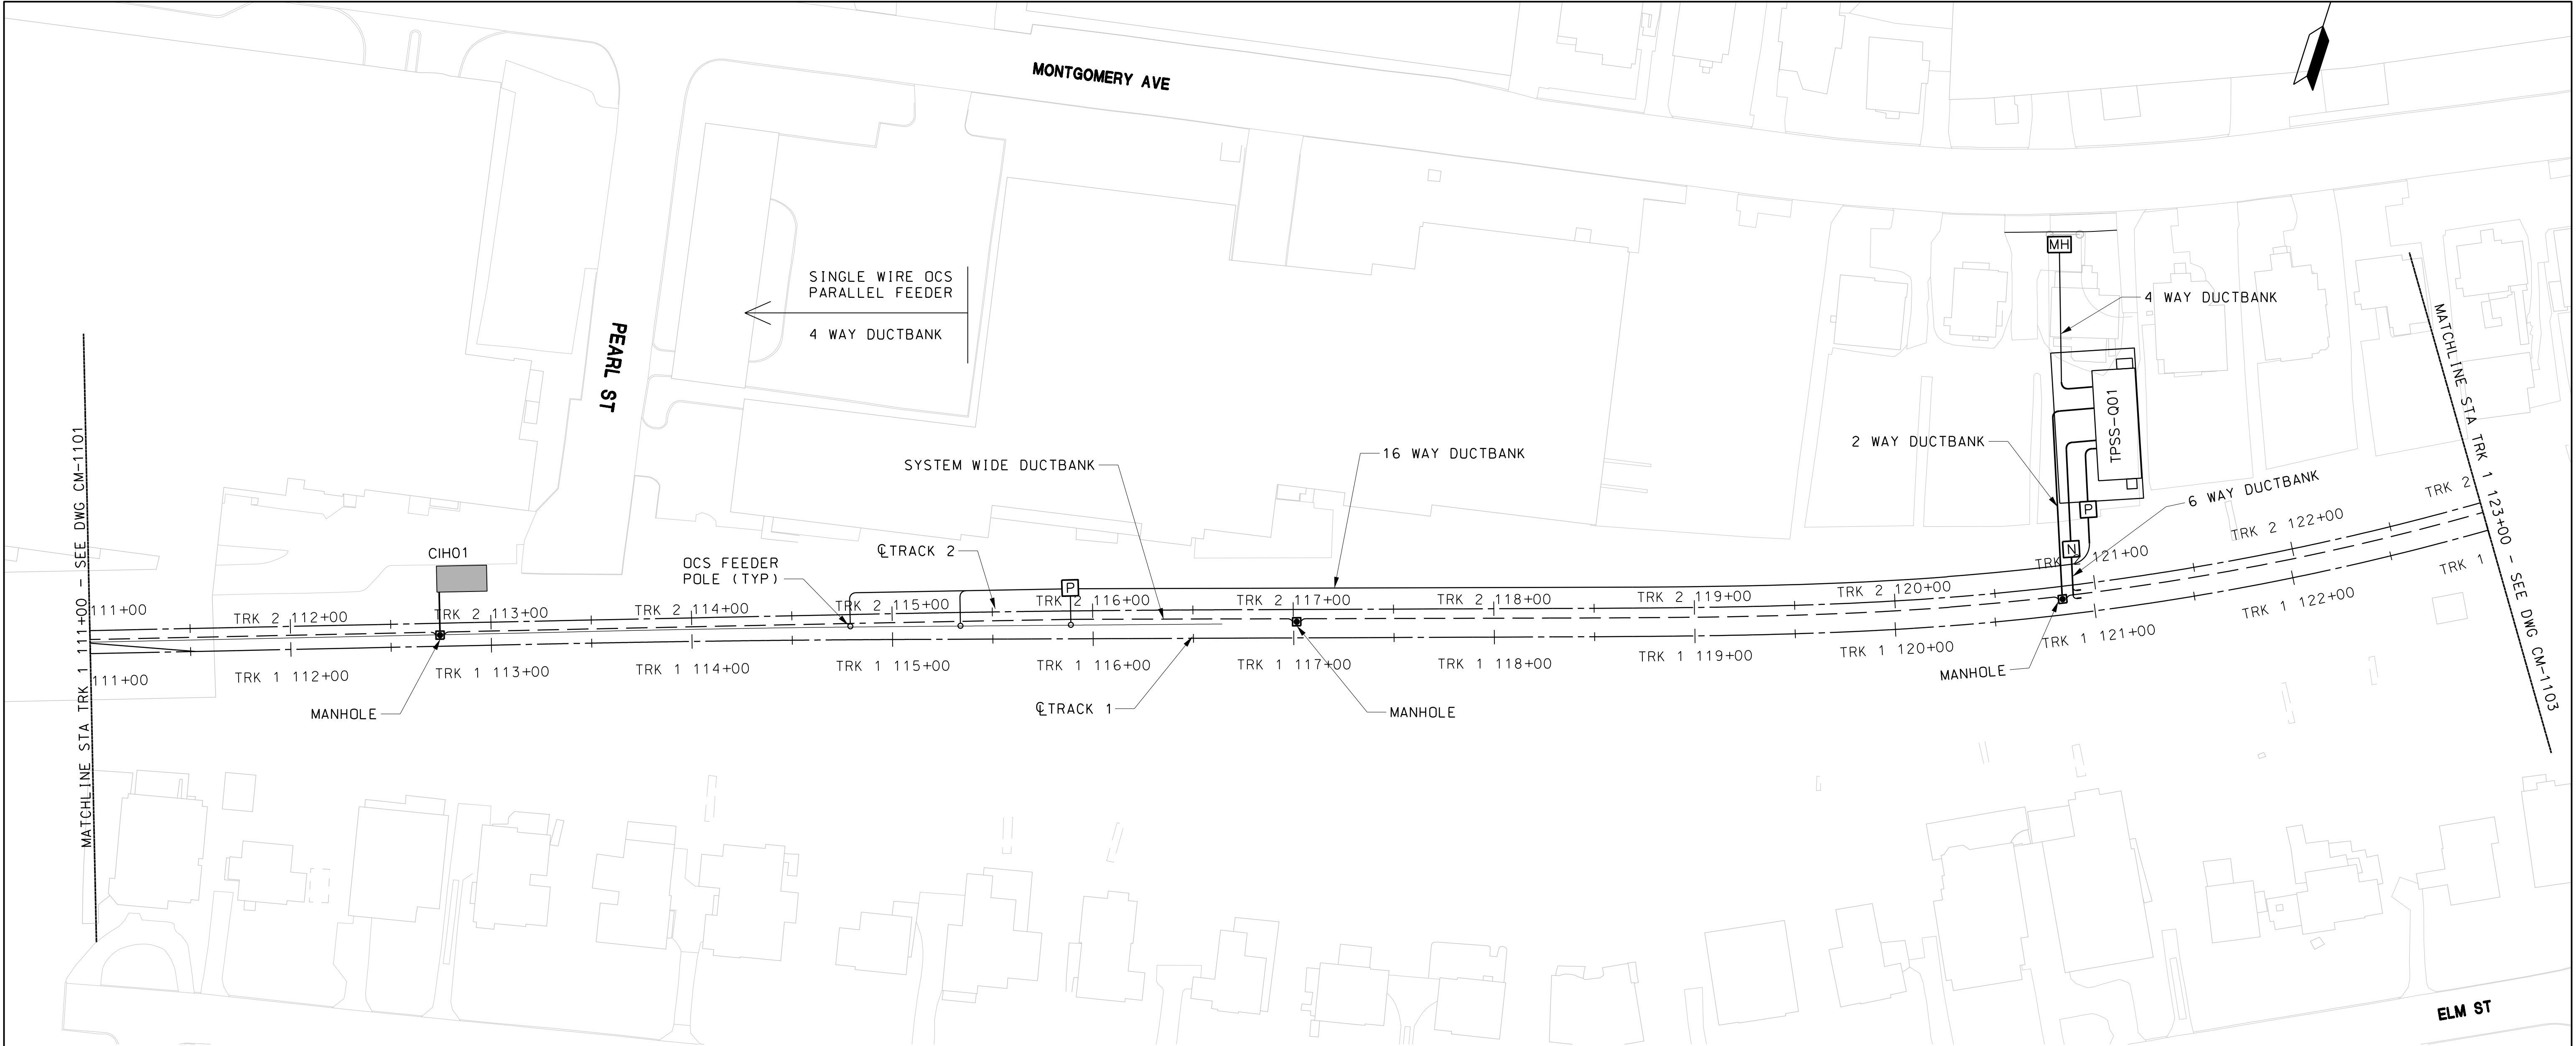 MONTGOMERY AVE
PEARL ST
SINGLE WIRE OCS
PARALLEL FEEDER
4 WAY DUCTBANK
MH
4 WAY DUCTBANK
TPSS-Q01
2 WAY DUCTBANK
16 WAY DUCTBANK
SYSTEM WIDE DUCTBANK
6 WAY DUCTBANK
P
N
P
CIH01
OCS FEEDER
POLE (TYP)
℄ TRACK 2
MATCHLINE STA TRK 1 111+00 - SEE DWG CM-1101
MATCHLINE STA TRK 1 123+00 - SEE DWG CM-1103
111+00
TRK 2 112+00
TRK 2 113+00
TRK 2 114+00
TRK 2 115+00
TRK 2 116+00
TRK 2 117+00
TRK 2 118+00
TRK 2 119+00
TRK 2 120+00
TRK 2 121+00
TRK 2 122+00
TRK 2
111+00
TRK 1 112+00
TRK 1 113+00
TRK 1 114+00
TRK 1 115+00
TRK 1 116+00
TRK 1 117+00
TRK 1 118+00
TRK 1 119+00
TRK 1 120+00
TRK 1 121+00
TRK 1 122+00
TRK 1
MANHOLE
℄ TRACK 1
MANHOLE
MANHOLE
ELM ST